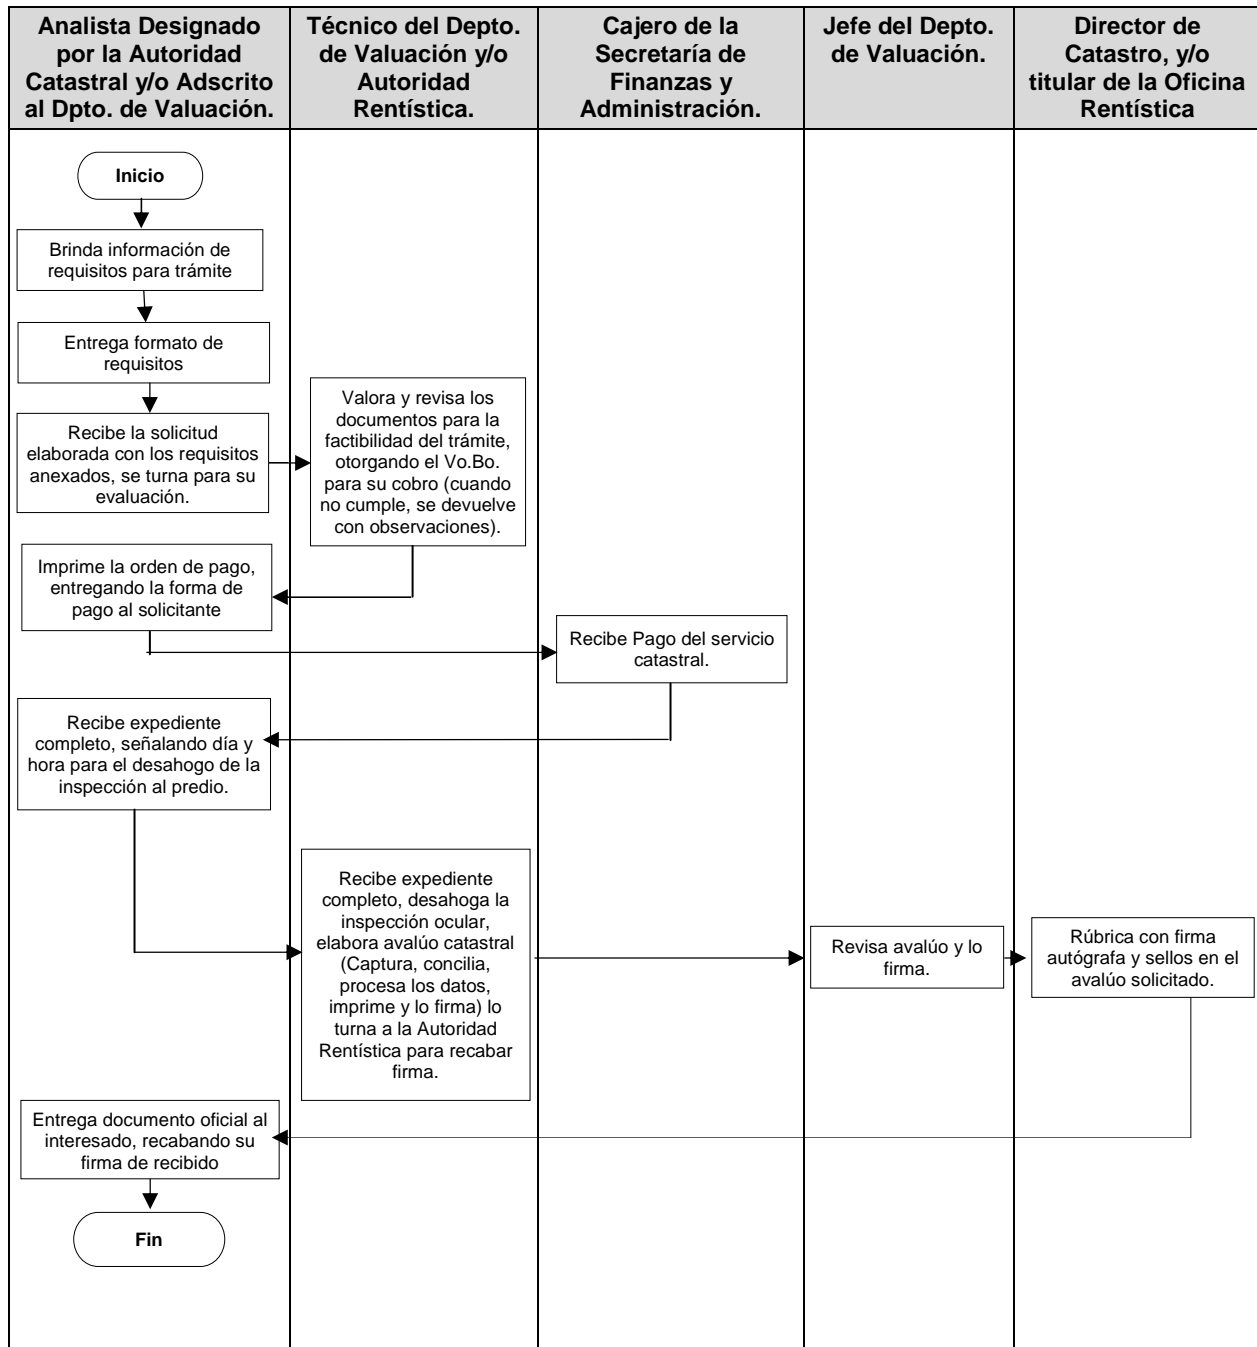 Analista Designado
por la Autoridad
Catastral y/o Adscrito
al Dpto. de Valuación.
Técnico del Depto.
de Valuación y/o
Autoridad
Rentística.
Cajero de la
Secretaría de
Finanzas y
Administración.
Jefe del Depto.
de Valuación.
Director de
Catastro, y/o
titular de la Oficina
Rentística
Inicio
Brinda información de
requisitos para trámite
Entrega formato de
requisitos
Recibe la solicitud
elaborada con los requisitos
anexados, se turna para su
evaluación.
Valora y revisa los
documentos para la
factibilidad del trámite,
otorgando el Vo.Bo.
para su cobro (cuando
no cumple, se devuelve
con observaciones).
Imprime la orden de pago,
entregando la forma de
pago al solicitante
Recibe Pago del servicio
catastral.
Recibe expediente
completo, señalando día y
hora para el desahogo de la
inspección al predio.
Recibe expediente
completo, desahoga la
inspección ocular,
elabora avalúo catastral
(Captura, concilia,
procesa los datos,
imprime y lo firma) lo
turna a la Autoridad
Rentística para recabar
firma.
Revisa avalúo y lo
firma.
Rúbrica con firma
autógrafa y sellos en el
avalúo solicitado.
Entrega documento oficial al
interesado, recabando su
firma de recibido
Fin